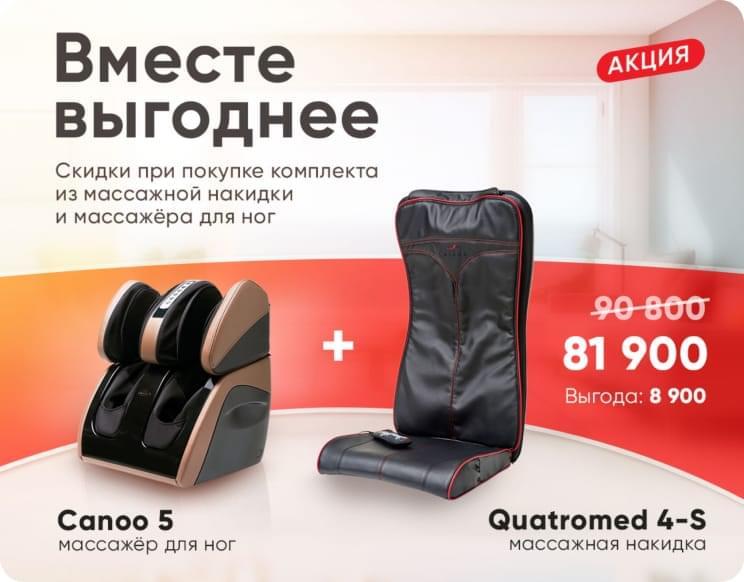 Вместе
выгоднее
АКЦИЯ
Скидки при покупке комплекта
из массажной накидки
и массажёра для ног
+
90 800
81 900
Выгода: 8 900
Canoo 5
массажёр для ног
Quatromed 4-S
массажная накидка